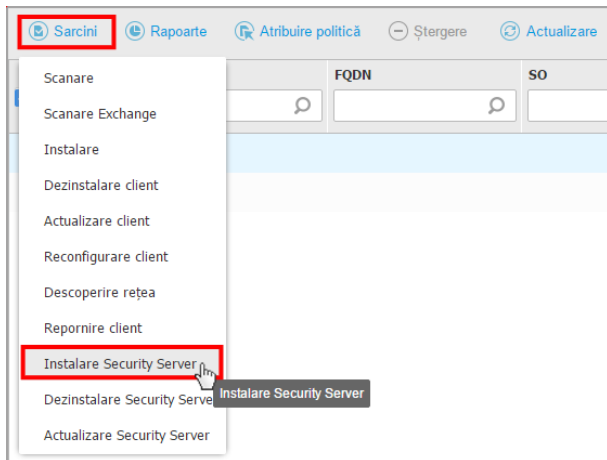 Sarcini Rapoarte Atribuire politică Ștergere Actualizare
FQDN SO
Scanare
Scanare Exchange
Instalare
Dezinstalare client
Actualizare client
Reconfigurare client
Descoperire rețea
Repornire client
Instalare Security Server
Instalare Security Server
Dezinstalare Security Serve
Actualizare Security Server